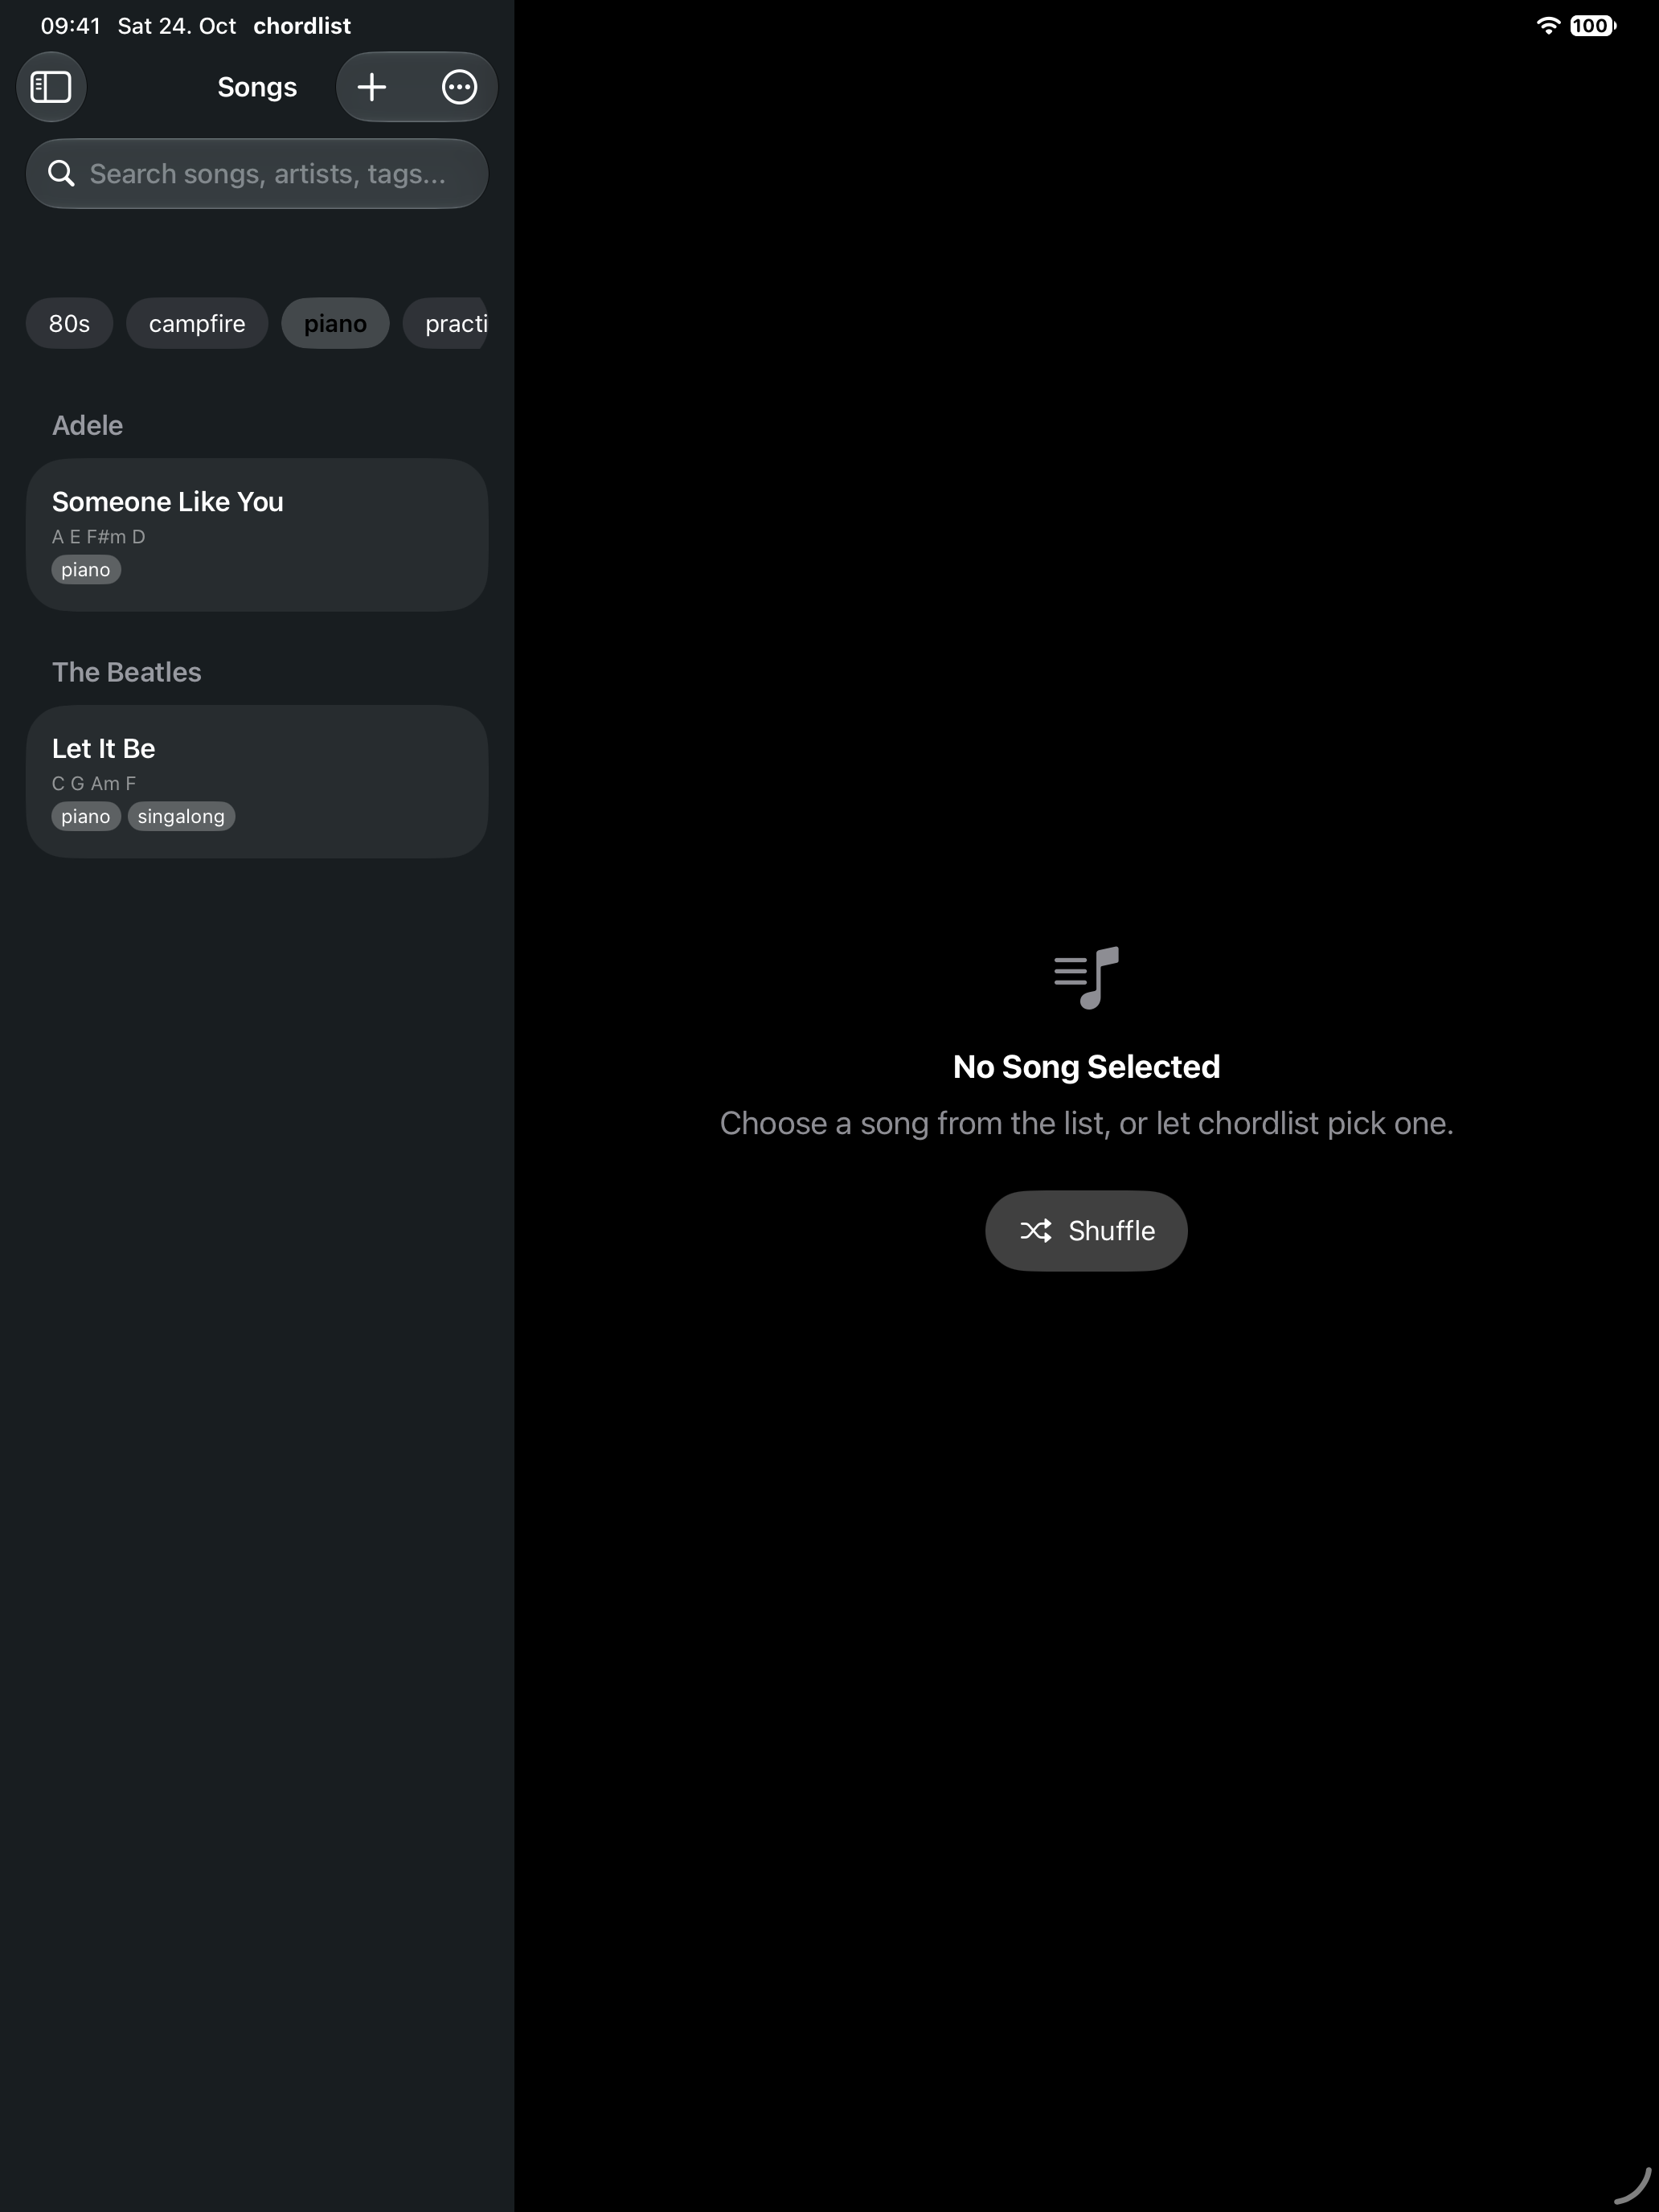 09:41 Sat 24. Oct chordlist
100
Songs
Search songs, artists, tags...
80s campfire piano practi
Adele
Someone Like You
A E F#m D
piano
The Beatles
Let It Be
C G Am F
piano singalong
No Song Selected
Choose a song from the list, or let chordlist pick one.
Shuffle